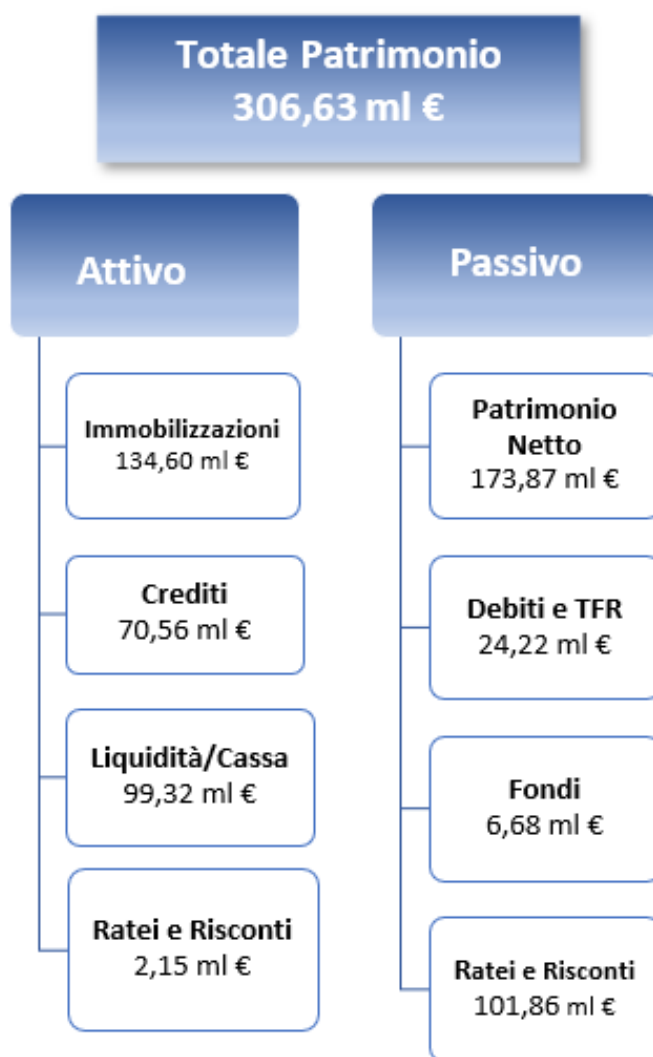 Totale Patrimonio
306,63 ml €
Attivo
Immobilizzazioni
134,60 ml €
Crediti
70,56 ml €
Liquidità/Cassa
99,32 ml €
Ratei e Risconti
2,15 ml €
Passivo
Patrimonio
Netto
173,87 ml €
Debiti e TFR
24,22 ml €
Fondi
6,68 ml €
Ratei e Risconti
101,86 ml €